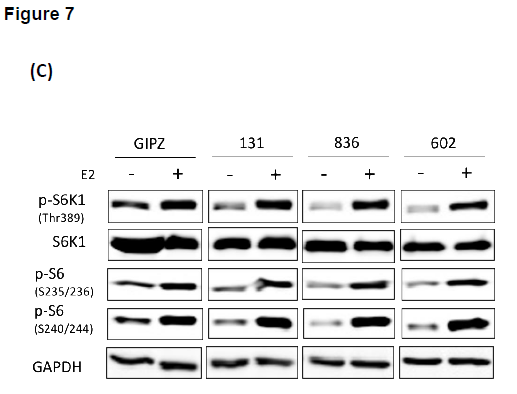 Figure 7
(C)
GIPZ 131 836 602
E2 - + - + - + - +
p-S6K1
(Thr389)
S6K1
p-S6
(S235/236)
p-S6
(S240/244)
GAPDH